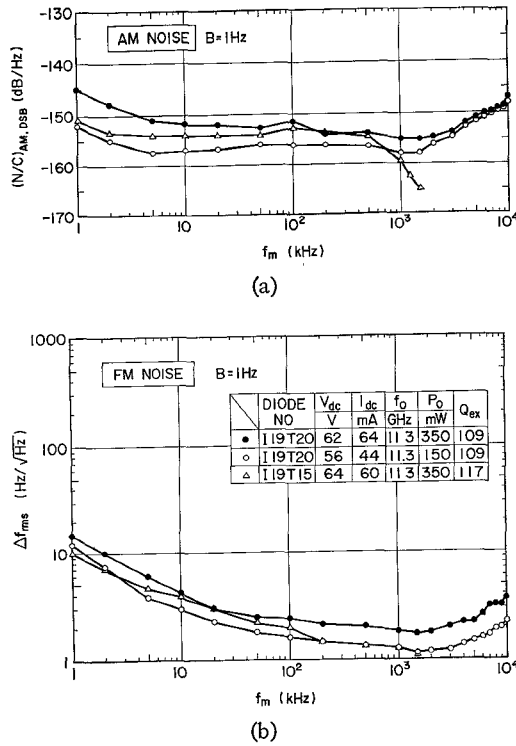 AM NOISE B=1Hz
(N/C)AM, DSB (dB/Hz)
-130
-140
-150
-160
-170
1 10 10² 10³ 10⁴
fm (kHz)
(a)
FM NOISE B=1Hz
Δfrms (Hz/√Hz)
1000
100
10
1
DIODE NO Vdc V Idc mA fo GHz Po mW Qex
● I19T20 62 64 11.3 350 109
○ I19T20 56 44 11.3 150 109
△ I19T15 64 60 11.3 350 117
1 10 10² 10³ 10⁴
fm (kHz)
(b)